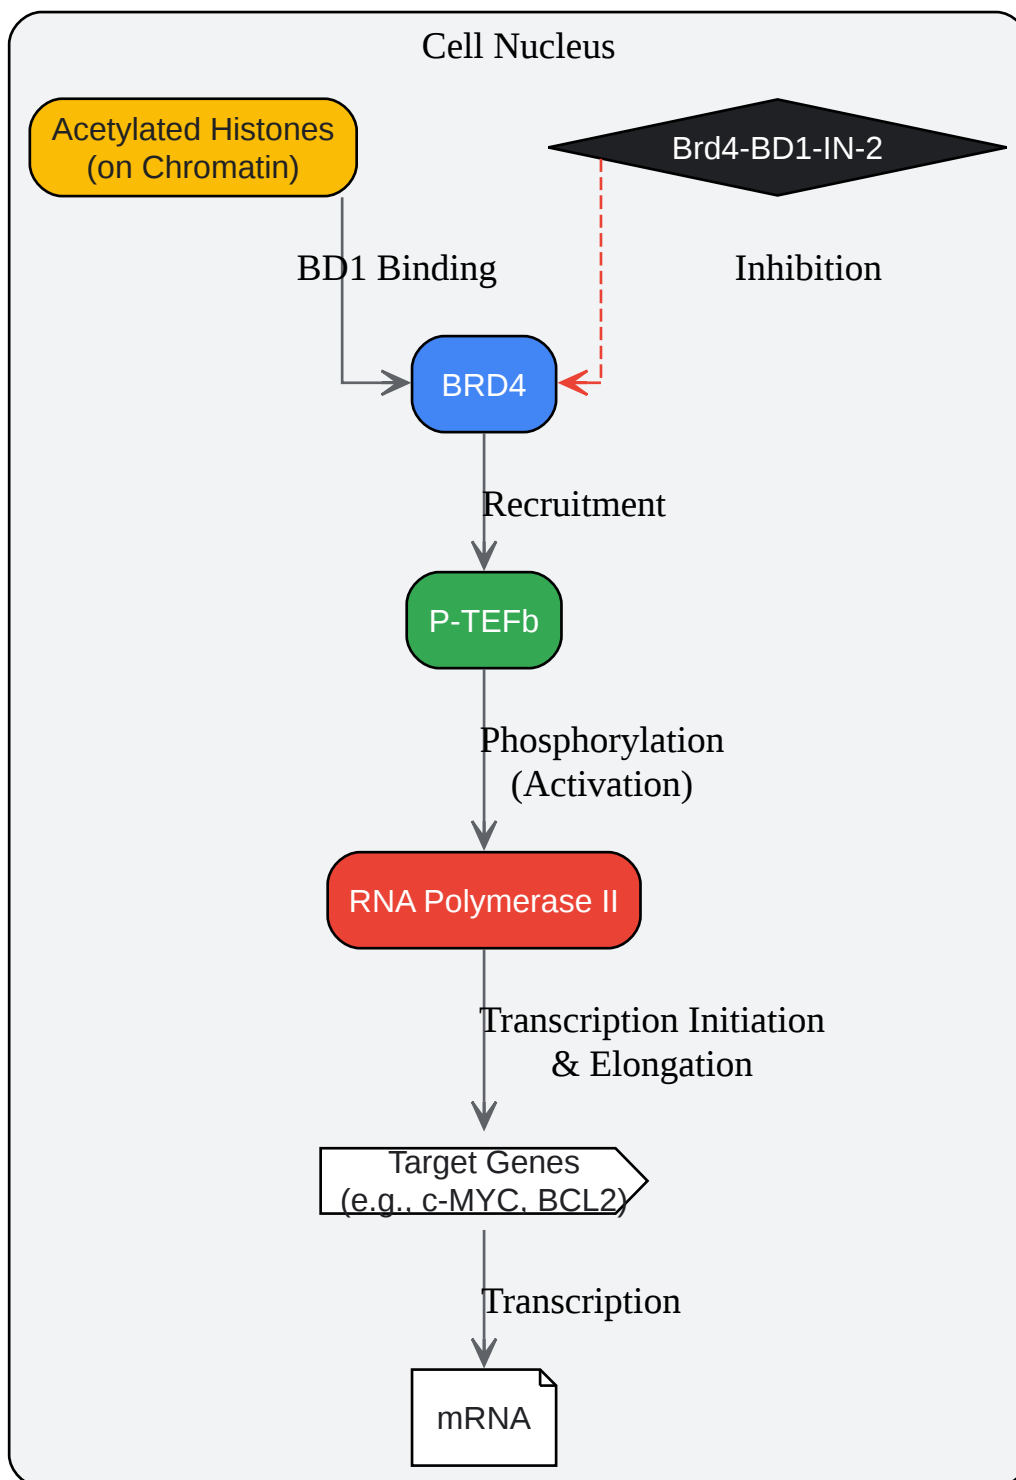 Cell Nucleus
Acetylated Histones
(on Chromatin)
Brd4-BD1-IN-2
BD1 Binding
Inhibition
BRD4
Recruitment
P-TEFb
Phosphorylation
(Activation)
RNA Polymerase II
Transcription Initiation
& Elongation
Target Genes
(e.g., c-MYC, BCL2)
Transcription
mRNA